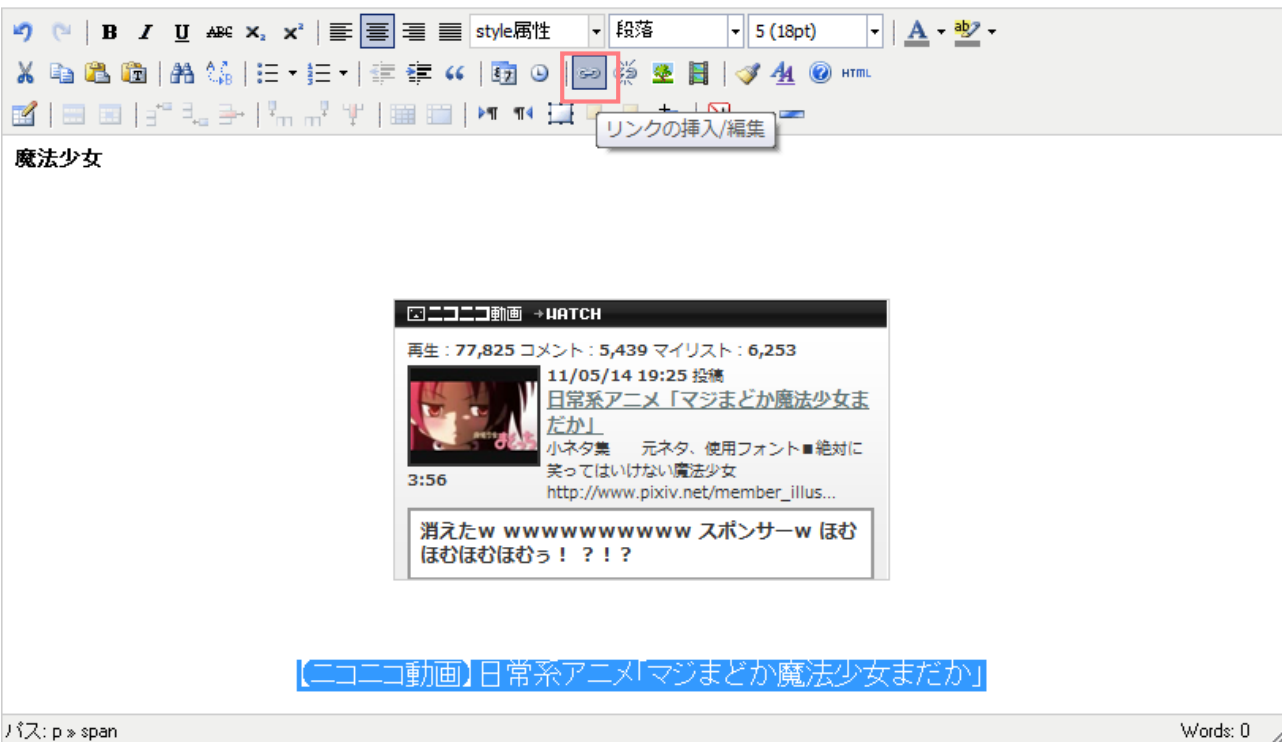 B I U ABC x₂ x² style属性 段落 5 (18pt) A ab
HTML
リンクの挿入/編集
魔法少女
ニコニコ動画 →WATCH
再生：77,825 コメント：5,439 マイリスト：6,253
11/05/14 19:25 投稿
日常系アニメ「マジまどか魔法少女ま
だか」
小ネタ集　　元ネタ、使用フォント■絶対に
笑ってはいけない魔法少女
3:56
http://www.pixiv.net/member_illus...
消えたw wwwwwwwwww スポンサーw ほむ
ほむほむほむぅ！ ？！？
【ニコニコ動画】日常系アニメ「マジまどか魔法少女まだか」
パス: p » span
Words: 0